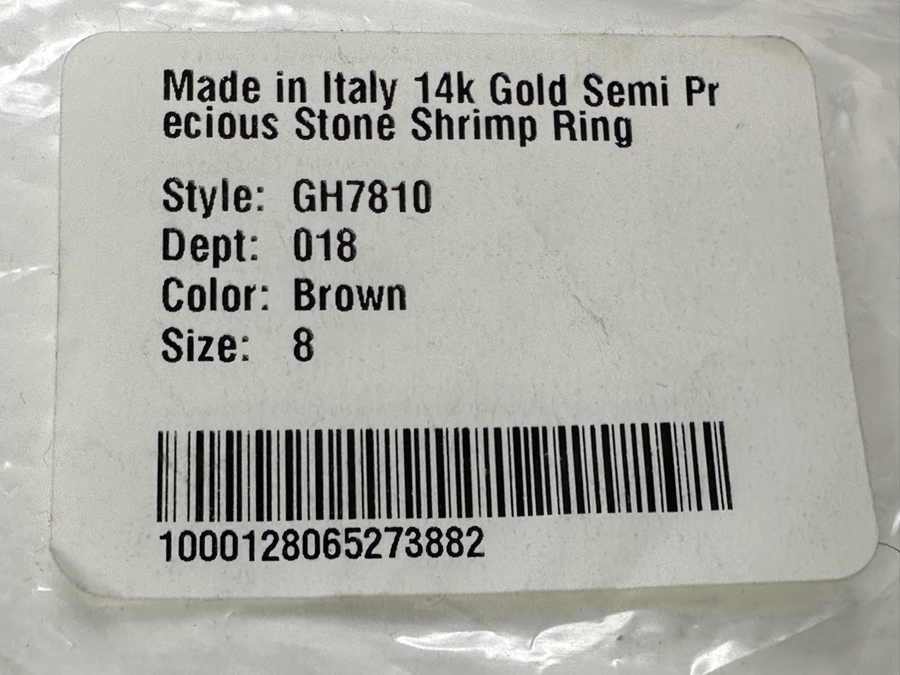 Made in Italy 14k Gold Semi Pr
ecious Stone Shrimp Ring
Style: GH7810
Dept: 018
Color: Brown
Size: 8
1000128065273882